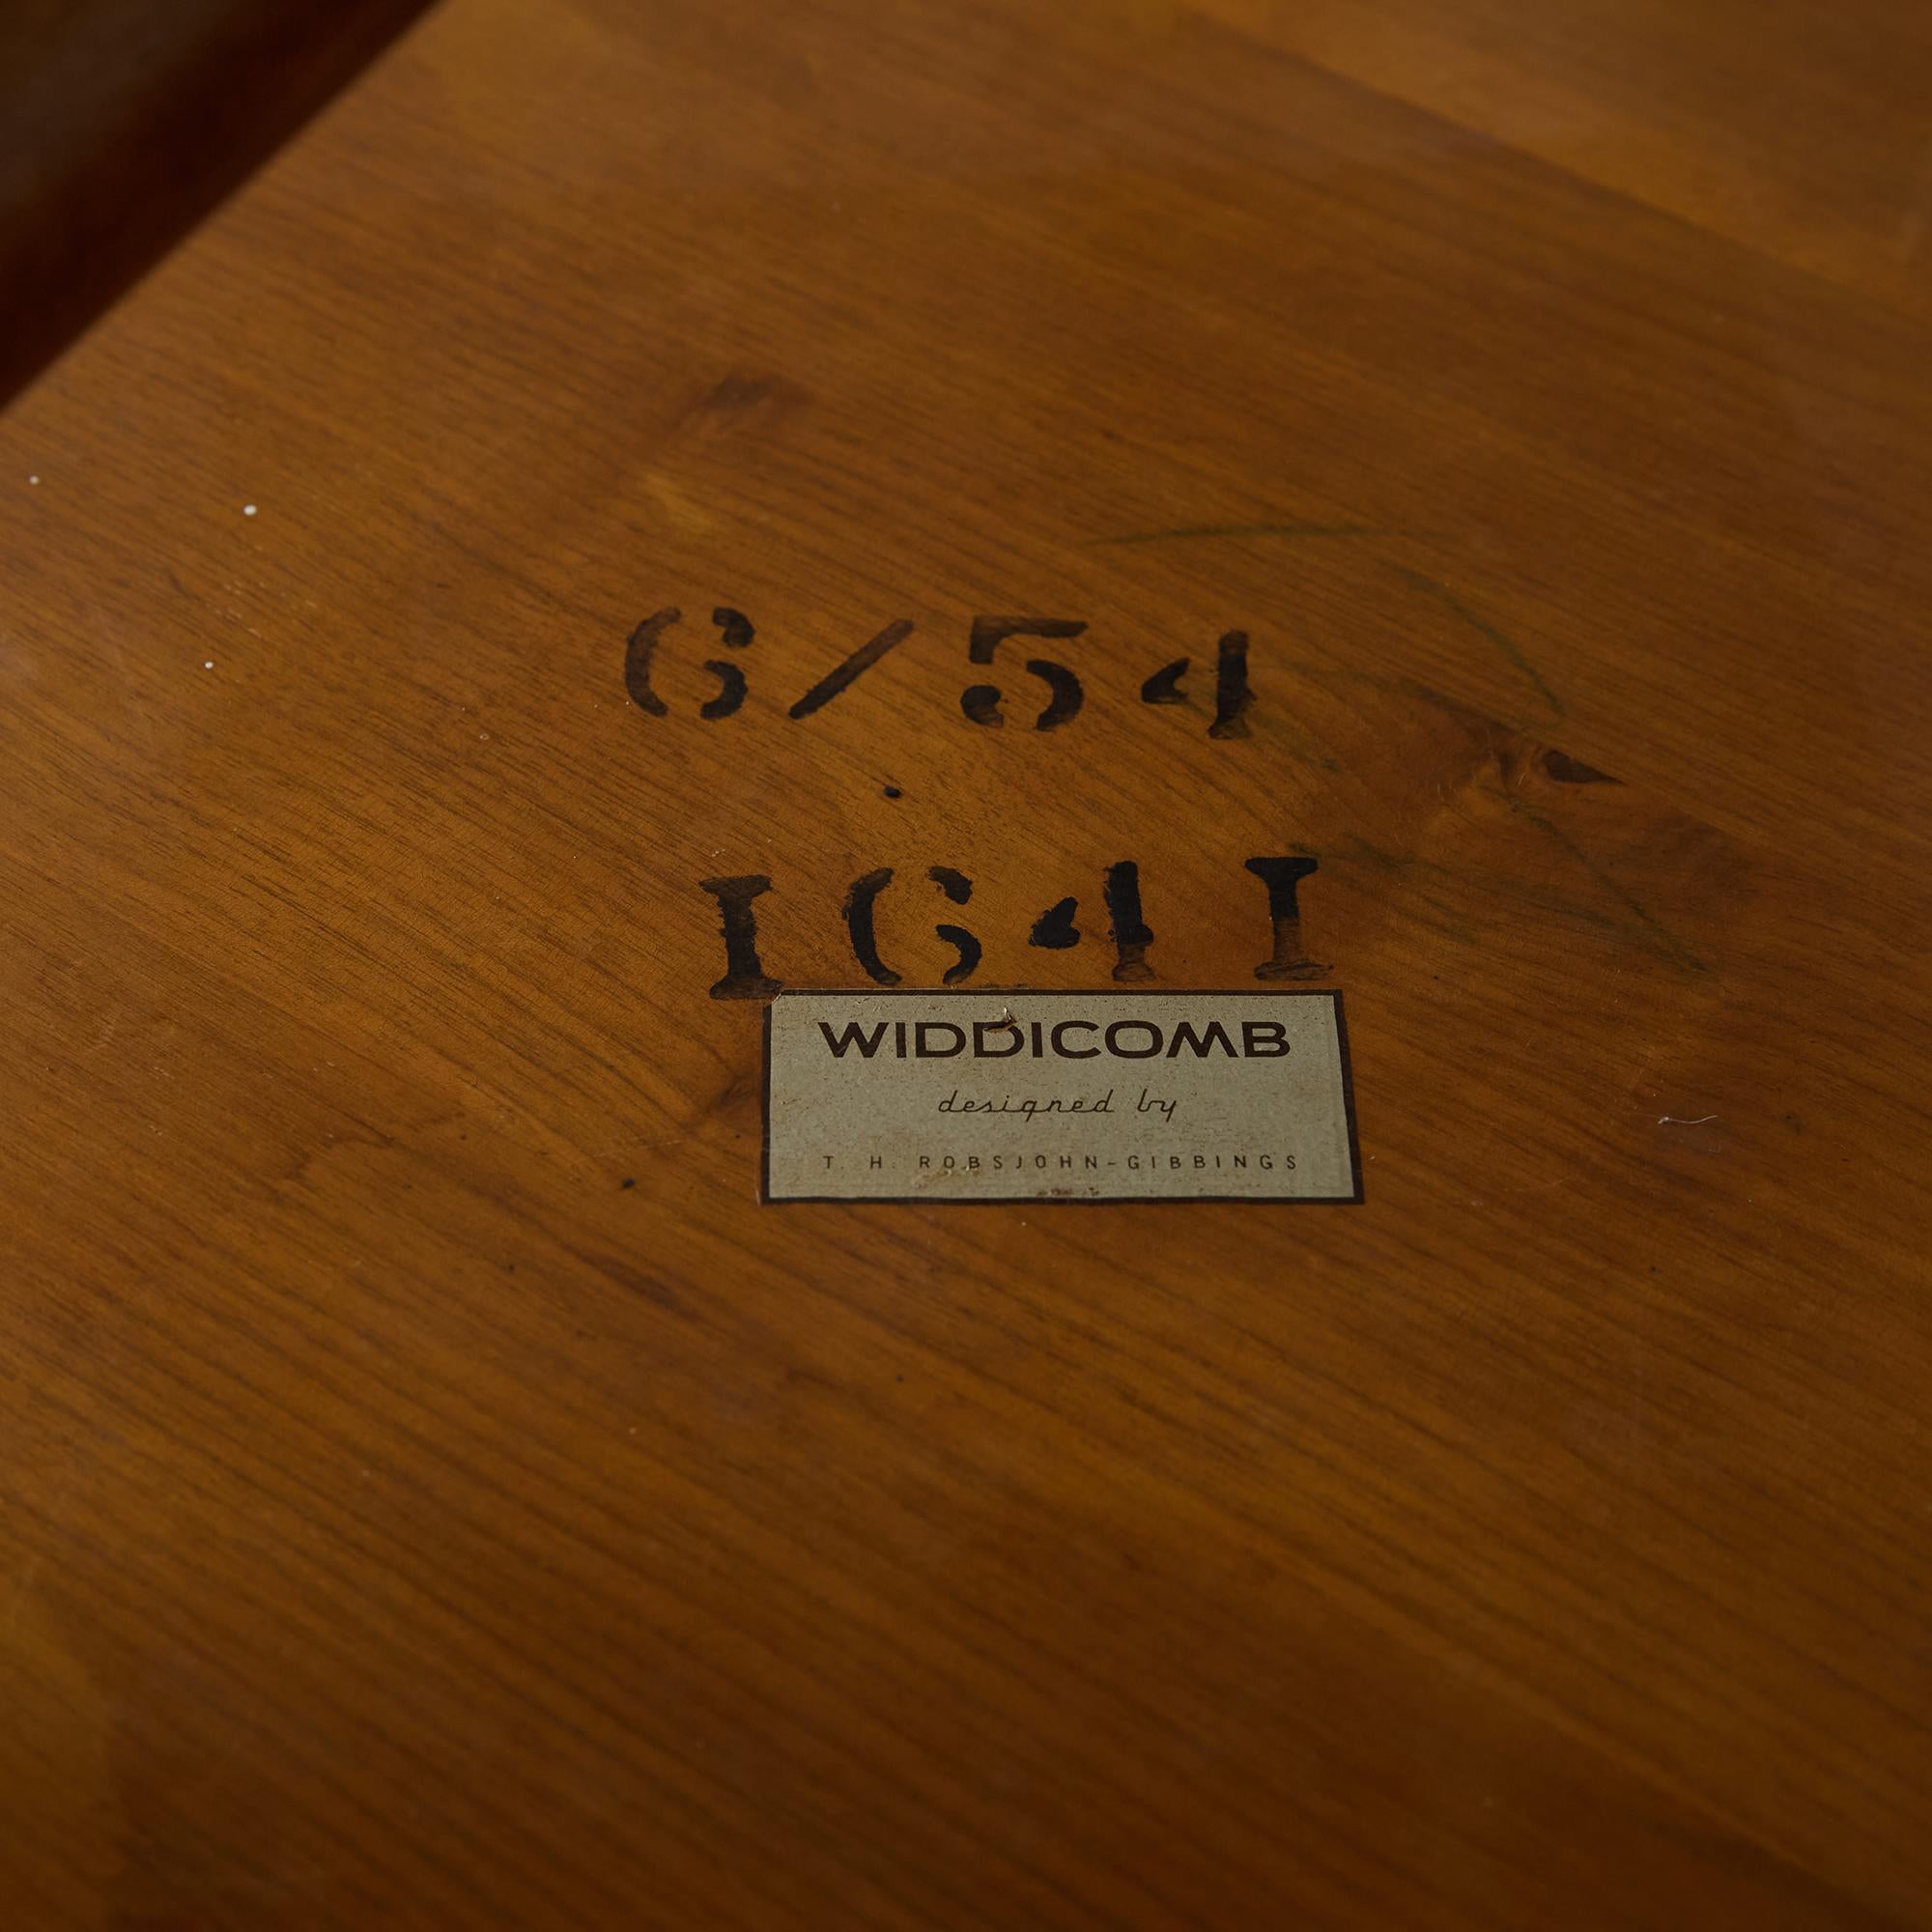 6/54
1641
WIDDICOMB
designed by
T. H. ROBSJOHN-GIBBINGS